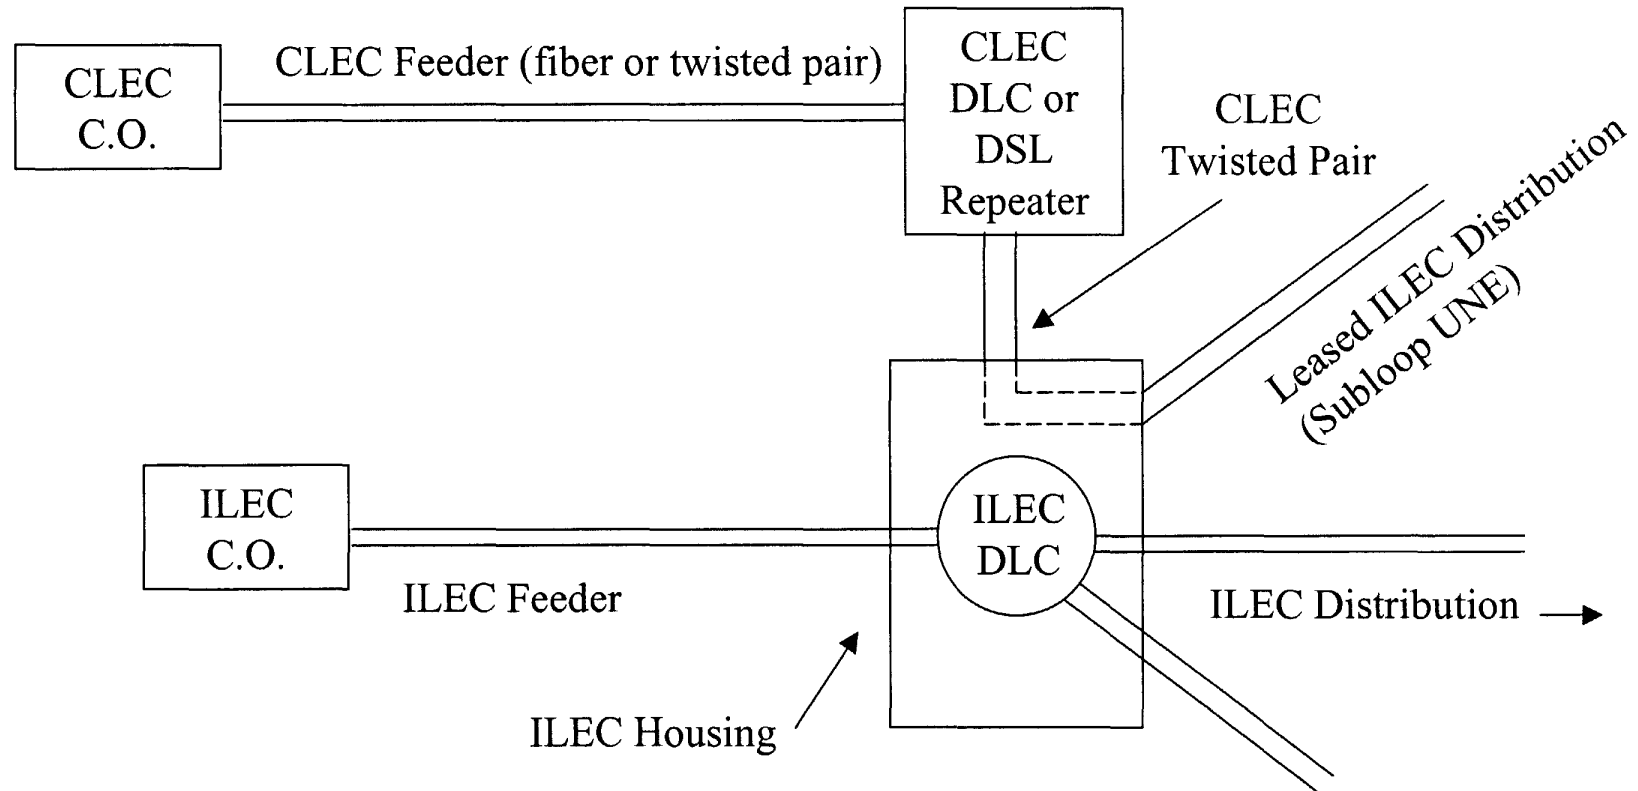 CLEC
C.O.
CLEC Feeder (fiber or twisted pair)
CLEC
DLC or
DSL
Repeater
CLEC
Twisted Pair
Leased ILEC Distribution
(Subloop UNE)
ILEC
C.O.
ILEC Feeder
ILEC
DLC
ILEC Distribution
ILEC Housing